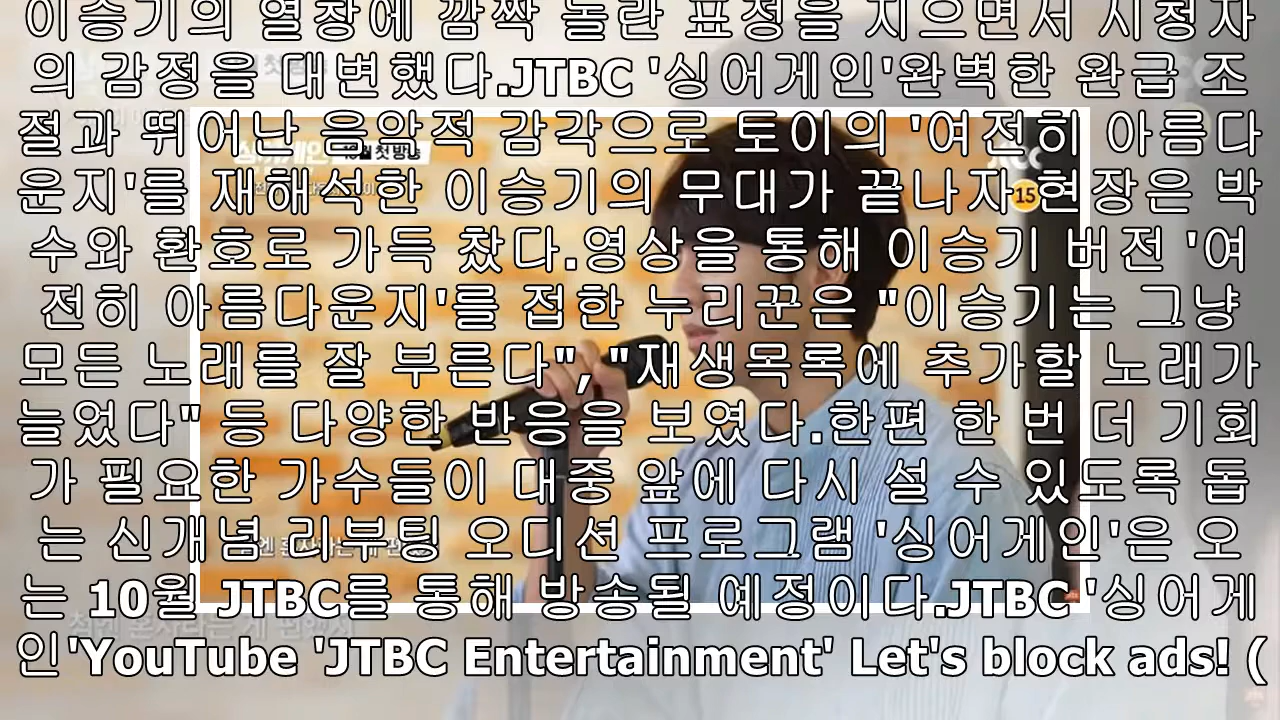 이승기의 열창에 깜짝 놀란 표정을 지으면서 시청자
의 감정을 대변했다.JTBC '싱어게인'완벽한 완급 조
절과 뛰어난 음악적 감각으로 토이의 '여전히 아름다
운지'를 재해석한 이승기의 무대가 끝나자 현장은 박
수와 환호로 가득 찼다.영상을 통해 이승기 버전 '여
전히 아름다운지'를 접한 누리꾼은 "이승기는 그냥
모든 노래를 잘 부른다", "재생목록에 추가할 노래가
늘었다" 등 다양한 반응을 보였다.한편 한 번 더 기회
가 필요한 가수들이 대중 앞에 다시 설 수 있도록 돕
는 신개념 리부팅 오디션 프로그램 '싱어게인'은 오
는 10월 JTBC를 통해 방송될 예정이다.JTBC '싱어게
인'YouTube 'JTBC Entertainment' Let's block ads! (
싱어게인 10월 첫 방송
15